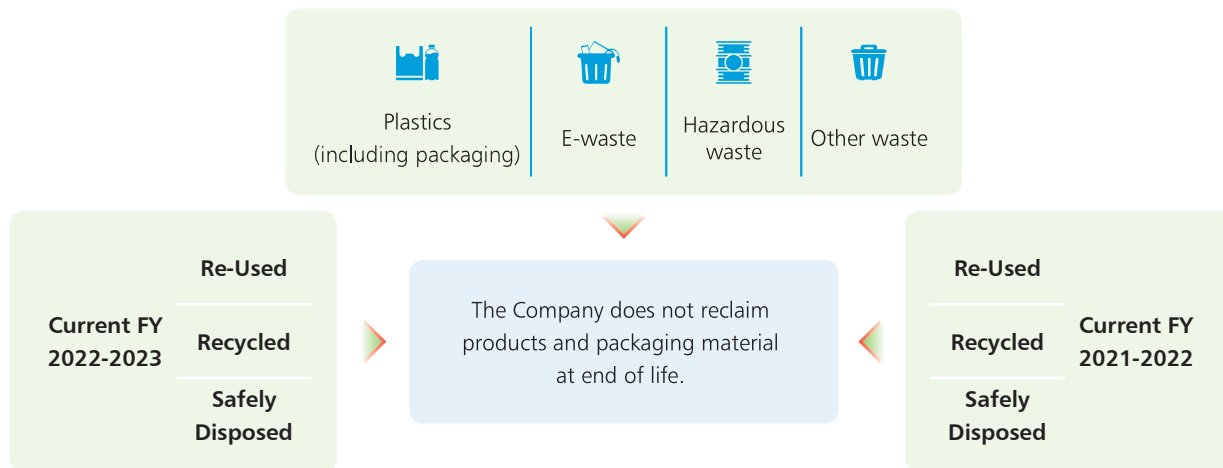 Plastics
(including packaging)
E-waste
Hazardous
waste
Other waste
Current FY
2022-2023
Re-Used
Recycled
Safely
Disposed
The Company does not reclaim
products and packaging material
at end of life.
Re-Used
Recycled
Safely
Disposed
Current FY
2021-2022